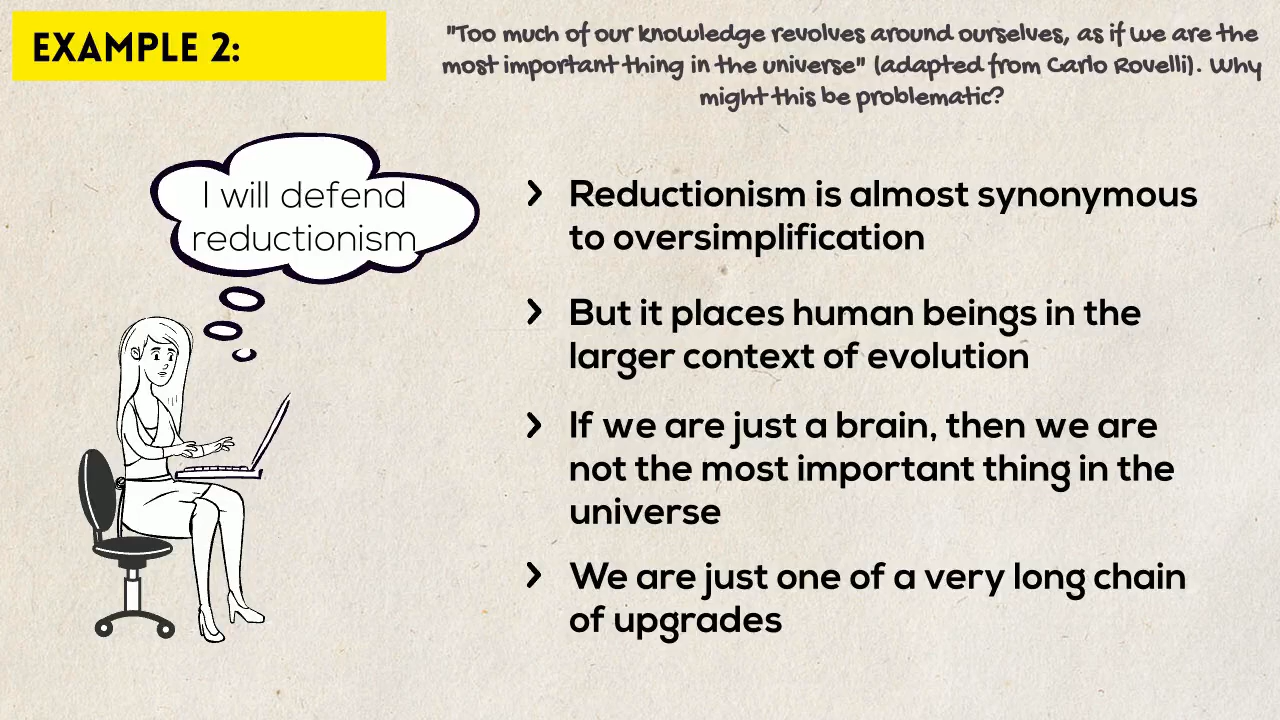 EXAMPLE 2:
"Too much of our knowledge revolves around ourselves, as if we are the
most important thing in the universe" (adapted from Carlo Rovelli). Why
might this be problematic?
I will defend
reductionism
Reductionism is almost synonymous
to oversimplification
But it places human beings in the
larger context of evolution
If we are just a brain, then we are
not the most important thing in the
universe
We are just one of a very long chain
of upgrades